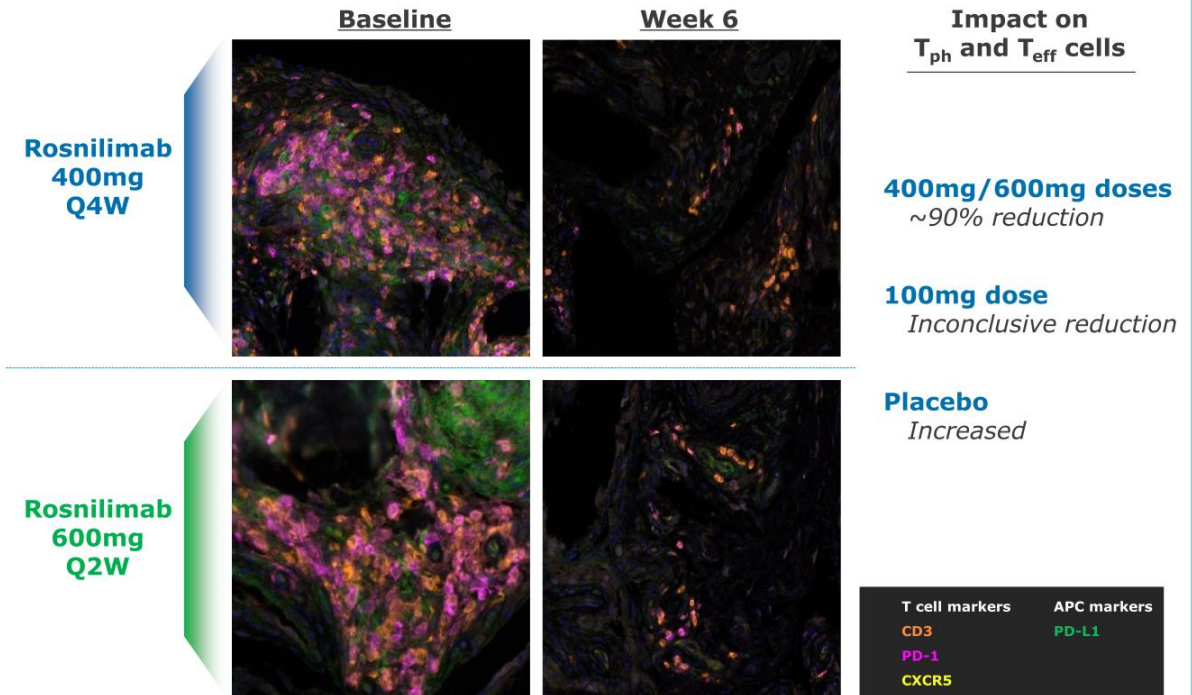 Baseline
Week 6
Impact on
Tph and Teff cells
Rosnilimab
400mg
Q4W
400mg/600mg doses
~90% reduction
100mg dose
Inconclusive reduction
Placebo
Increased
Rosnilimab
600mg
Q2W
T cell markers
CD3
PD-1
CXCR5
APC markers
PD-L1